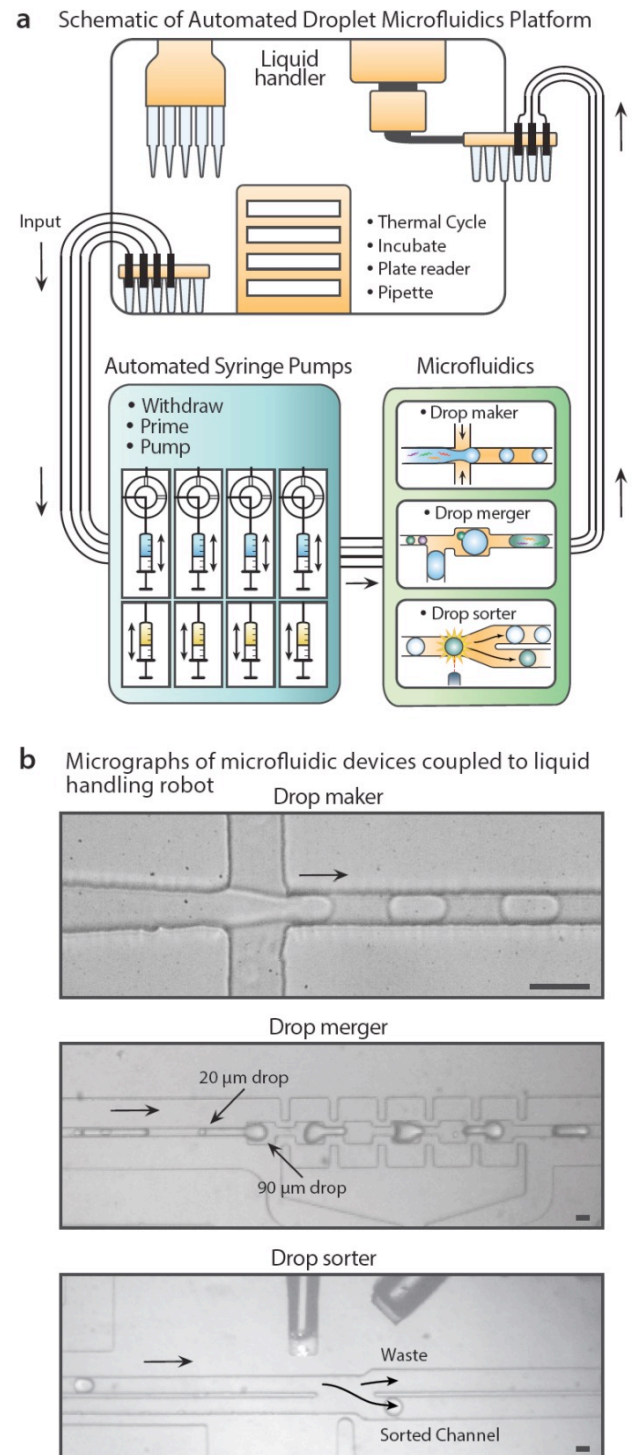 a Schematic of Automated Droplet Microfluidics Platform
Liquid
handler
Input
• Thermal Cycle
• Incubate
• Plate reader
• Pipette
Automated Syringe Pumps
• Withdraw
• Prime
• Pump
Microfluidics
• Drop maker
• Drop merger
• Drop sorter
b Micrographs of microfluidic devices coupled to liquid
handling robot
Drop maker
Drop merger
20 µm drop
90 µm drop
Drop sorter
Waste
Sorted Channel